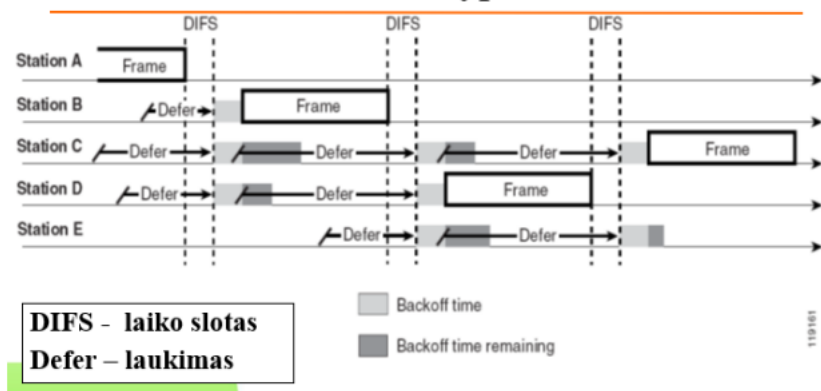 DIFS DIFS DIFS
Station A Frame
Station B Defer Frame
Station C Defer Defer Defer Frame
Station D Defer Defer Frame
Station E Defer Defer
DIFS - laiko slotas
Defer – laukimas
Backoff time
Backoff time remaining
119161